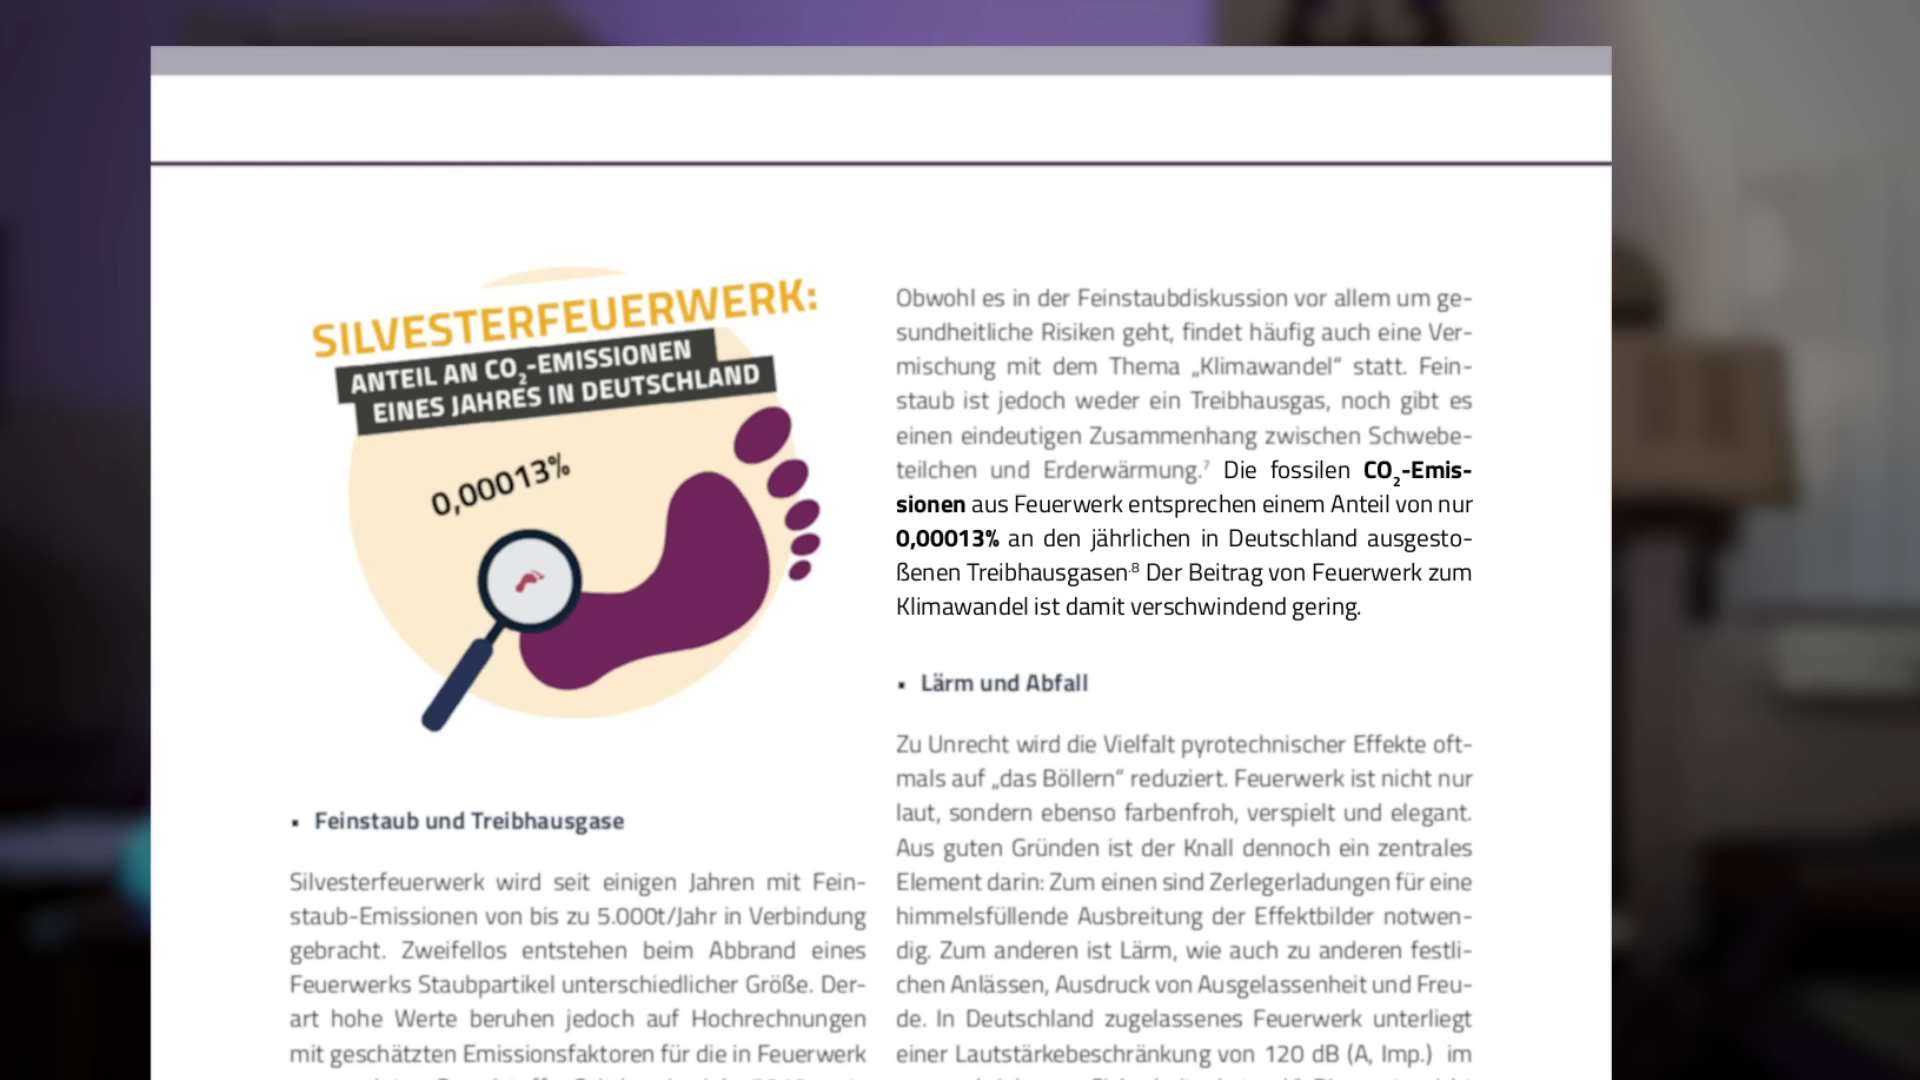 SILVESTERFEUERWERK:
ANTEIL AN CO₂-EMISSIONEN
EINES JAHRES IN DEUTSCHLAND
0,00013%
▪ Feinstaub und Treibhausgase
Silvesterfeuerwerk wird seit einigen Jahren mit Fein-
staub-Emissionen von bis zu 5.000t/Jahr in Verbindung
gebracht. Zweifellos entstehen beim Abbrand eines
Feuerwerks Staubpartikel unterschiedlicher Größe. Der-
art hohe Werte beruhen jedoch auf Hochrechnungen
mit geschätzten Emissionsfaktoren für die in Feuerwerk
Obwohl es in der Feinstaubdiskussion vor allem um ge-
sundheitliche Risiken geht, findet häufig auch eine Ver-
mischung mit dem Thema „Klimawandel“ statt. Fein-
staub ist jedoch weder ein Treibhausgas, noch gibt es
einen eindeutigen Zusammenhang zwischen Schwebe-
teilchen und Erderwärmung.⁷ Die fossilen CO₂-Emis-
sionen aus Feuerwerk entsprechen einem Anteil von nur
0,00013% an den jährlichen in Deutschland ausgesto-
ßenen Treibhausgasen.⁸ Der Beitrag von Feuerwerk zum
Klimawandel ist damit verschwindend gering.
▪ Lärm und Abfall
Zu Unrecht wird die Vielfalt pyrotechnischer Effekte oft-
mals auf „das Böllern“ reduziert. Feuerwerk ist nicht nur
laut, sondern ebenso farbenfroh, verspielt und elegant.
Aus guten Gründen ist der Knall dennoch ein zentrales
Element darin: Zum einen sind Zerlegerladungen für eine
himmelsfüllende Ausbreitung der Effektbilder notwen-
dig. Zum anderen ist Lärm, wie auch zu anderen festli-
chen Anlässen, Ausdruck von Ausgelassenheit und Freu-
de. In Deutschland zugelassenes Feuerwerk unterliegt
einer Lautstärkebeschränkung von 120 dB (A, Imp.) im